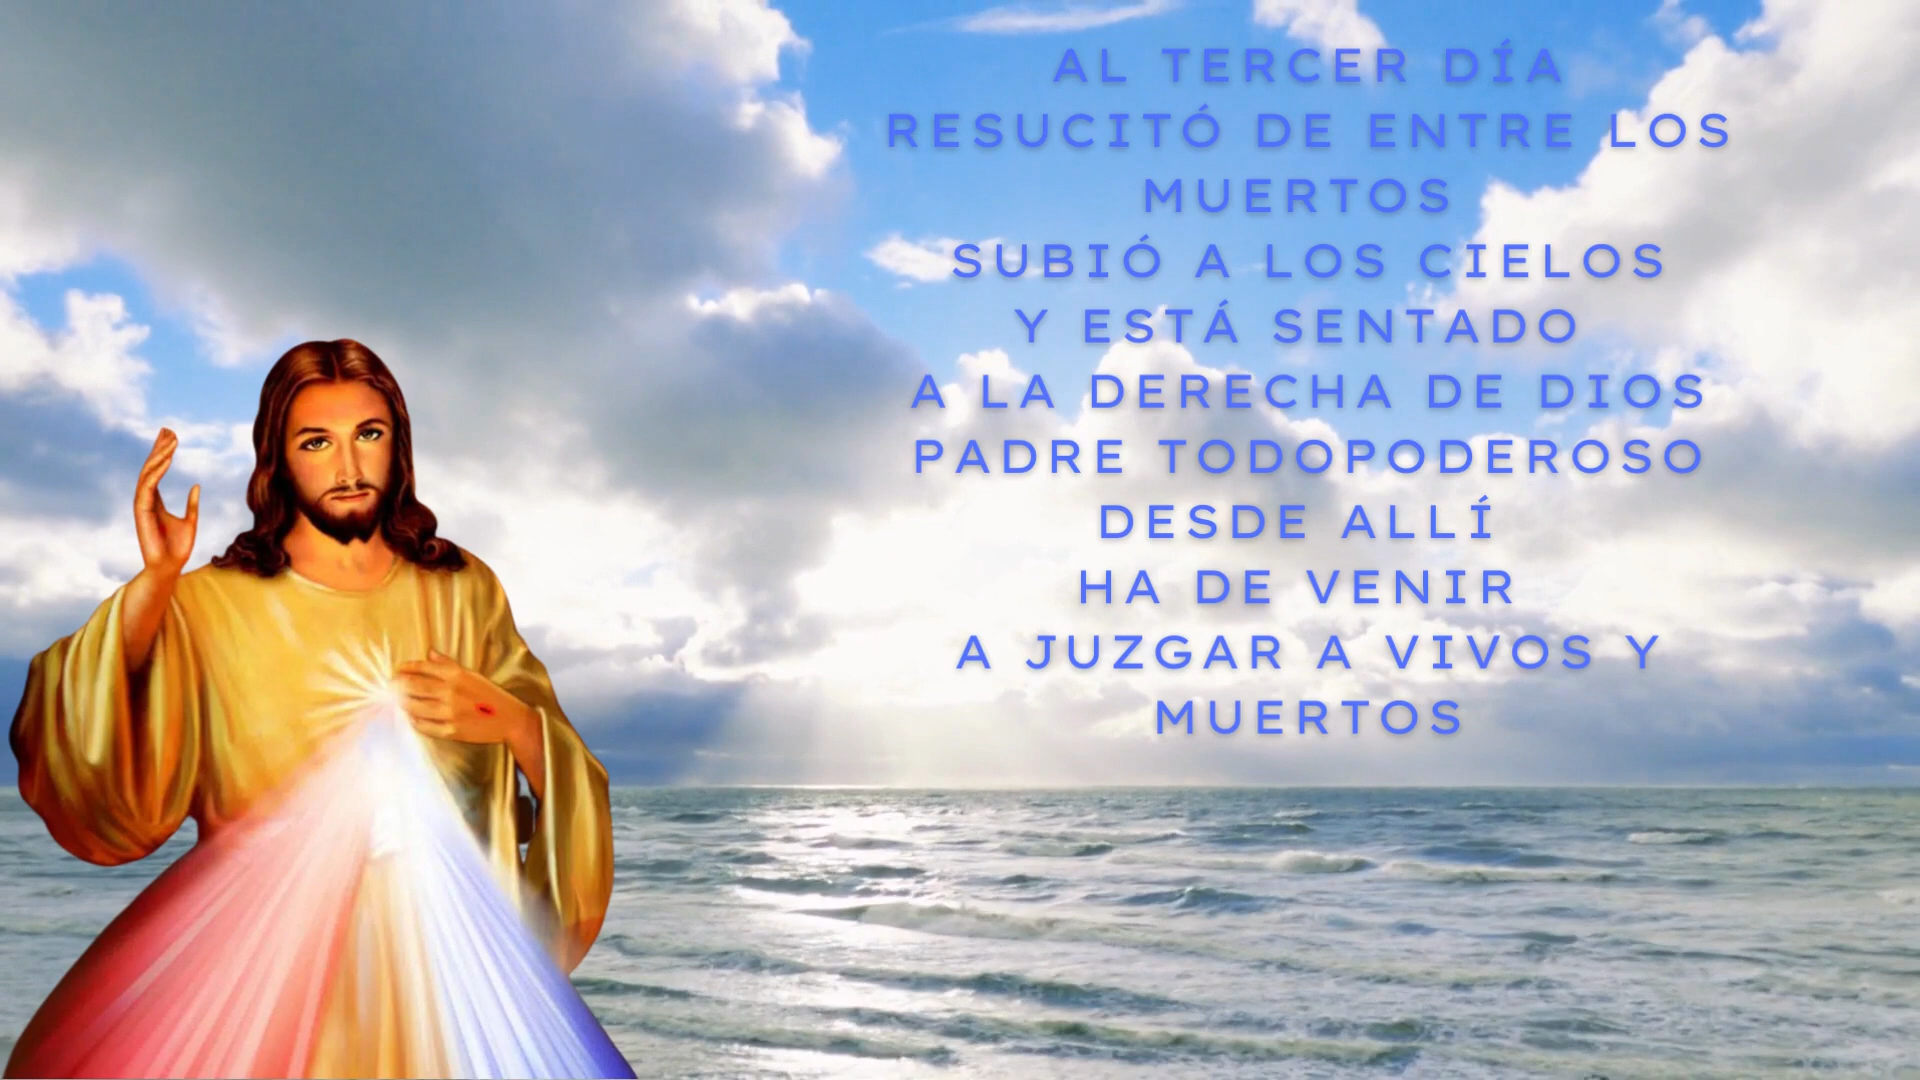 AL TERCER DÍA
RESUCITÓ DE ENTRE LOS
MUERTOS
SUBIÓ A LOS CIELOS
Y ESTÁ SENTADO
A LA DERECHA DE DIOS
PADRE TODOPODEROSO
DESDE ALLÍ
HA DE VENIR
A JUZGAR A VIVOS Y
MUERTOS